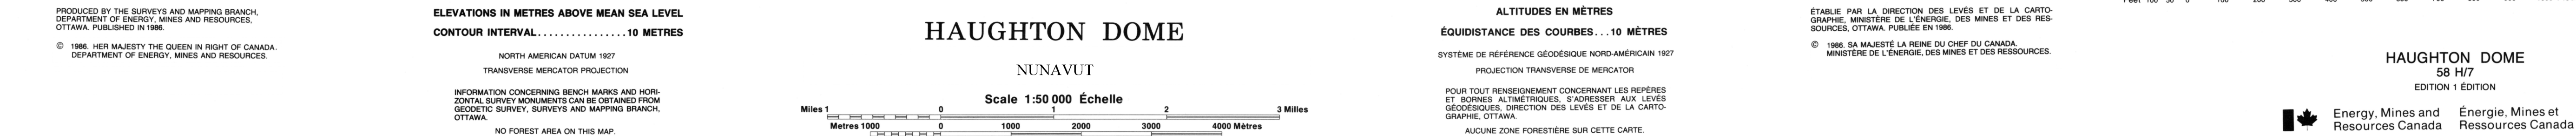 PRODUCED BY THE SURVEYS AND MAPPING BRANCH,
DEPARTMENT OF ENERGY, MINES AND RESOURCES,
OTTAWA. PUBLISHED IN 1986.
© 1986. HER MAJESTY THE QUEEN IN RIGHT OF CANADA.
DEPARTMENT OF ENERGY, MINES AND RESOURCES.
ELEVATIONS IN METRES ABOVE MEAN SEA LEVEL
CONTOUR INTERVAL................10 METRES
NORTH AMERICAN DATUM 1927
TRANSVERSE MERCATOR PROJECTION
INFORMATION CONCERNING BENCH MARKS AND HORI-
ZONTAL SURVEY MONUMENTS CAN BE OBTAINED FROM
GEODETIC SURVEY, SURVEYS AND MAPPING BRANCH,
OTTAWA.
NO FOREST AREA ON THIS MAP.
HAUGHTON DOME
NUNAVUT
Scale 1:50 000 Échelle
Miles 1 0 1 2 3 Milles
Metres 1000 0 1000 2000 3000 4000 Mètres
ALTITUDES EN MÈTRES
ÉQUIDISTANCE DES COURBES...10 MÈTRES
SYSTÈME DE RÉFÉRENCE GÉODÉSIQUE NORD-AMÉRICAIN 1927
PROJECTION TRANSVERSE DE MERCATOR
POUR TOUT RENSEIGNEMENT CONCERNANT LES REPÈRES
ET BORNES ALTIMÉTRIQUES, S'ADRESSER AUX LEVÉS
GÉODÉSIQUES, DIRECTION DES LEVÉS ET DE LA CARTO-
GRAPHIE, OTTAWA.
AUCUNE ZONE FORESTIÈRE SUR CETTE CARTE.
ÉTABLIE PAR LA DIRECTION DES LEVÉS ET DE LA CARTO-
GRAPHIE, MINISTÈRE DE L'ÉNERGIE, DES MINES ET DES RES-
SOURCES, OTTAWA. PUBLIÉE EN 1986.
© 1986. SA MAJESTÉ LA REINE DU CHEF DU CANADA.
MINISTÈRE DE L'ÉNERGIE, DES MINES ET DES RESSOURCES.
HAUGHTON DOME
58 H/7
EDITION 1 ÉDITION
Energy, Mines and
Resources Canada
Énergie, Mines et
Ressources Canada